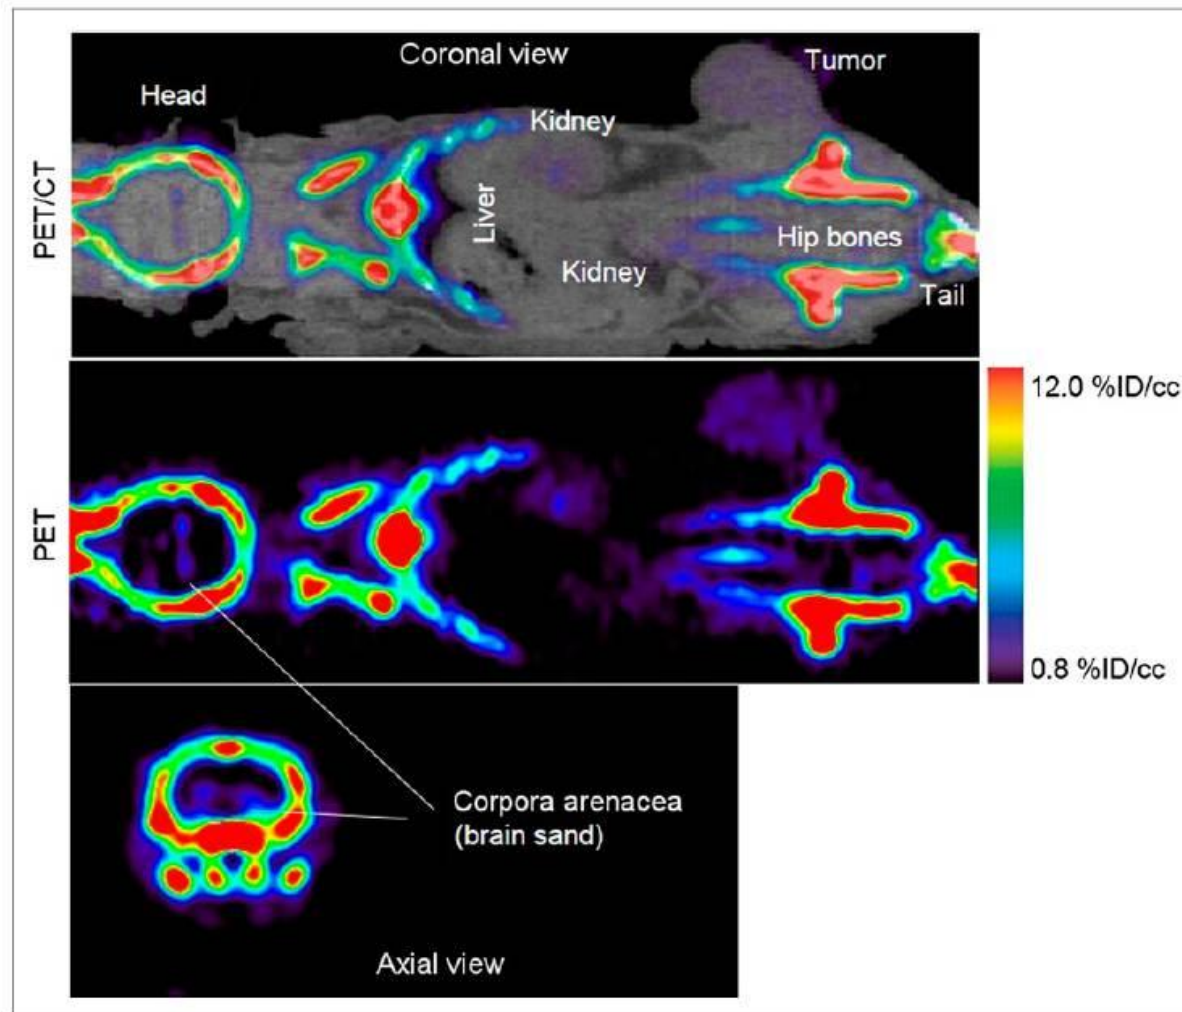 Coronal view
Tumor
Head
Kidney
PET/CT
Liver
Hip bones
Kidney
Tail
12.0 %ID/cc
PET
0.8 %ID/cc
Corpora arenacea
(brain sand)
Axial view